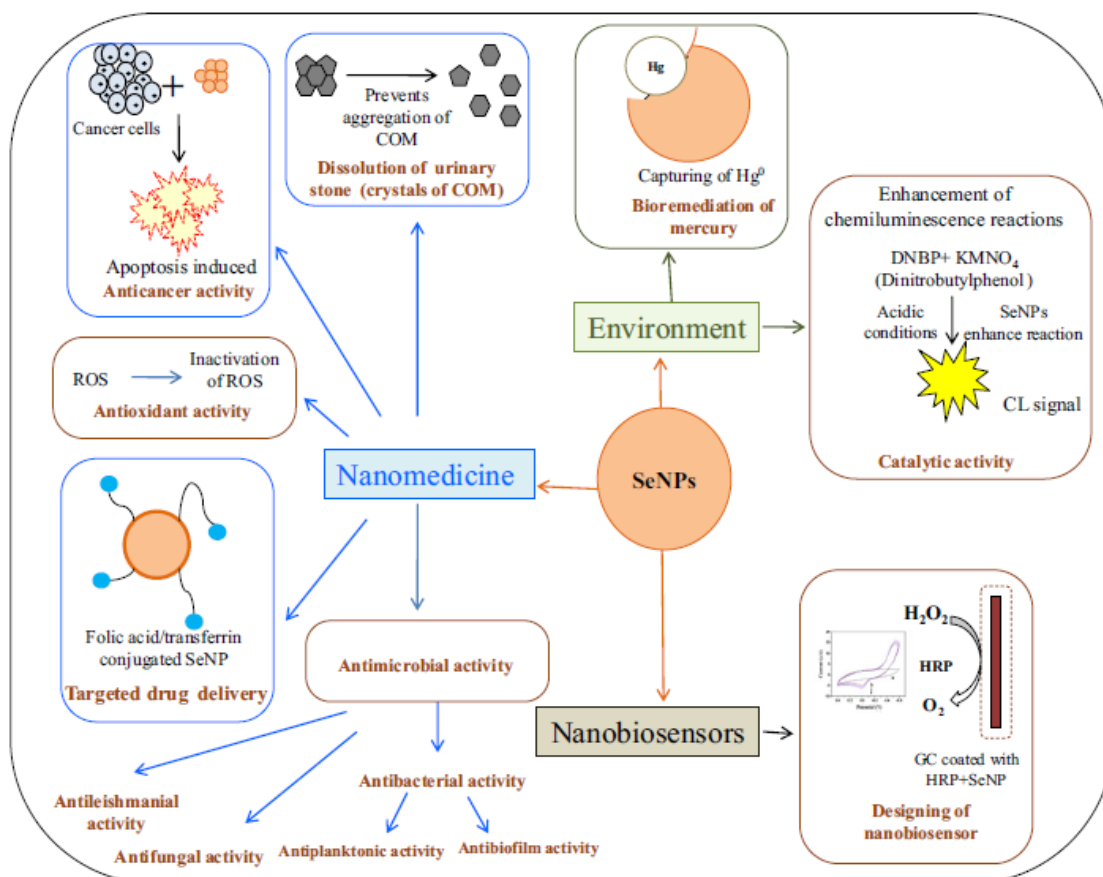 Cancer cells
+
Apoptosis induced
Anticancer activity
Prevents
aggregation of
COM
Dissolution of urinary
stone (crystals of COM)
Hg
Capturing of Hg⁰
Bioremediation of
mercury
Enhancement of
chemiluminescence reactions
DNBP+ KMNO₄
(Dinitrobutylphenol)
Acidic
conditions
SeNPs
enhance reaction
CL signal
Catalytic activity
Environment
ROS
Inactivation
of ROS
Antioxidant activity
Nanomedicine
SeNPs
Folic acid/transferrin
conjugated SeNP
Targeted drug delivery
Antimicrobial activity
Nanobiosensors
H₂O₂
HRP
O₂
GC coated with
HRP+SeNP
Designing of
nanobiosensor
Antileishmanial
activity
Antifungal activity
Antibacterial activity
Antiplanktonic activity
Antibiofilm activity